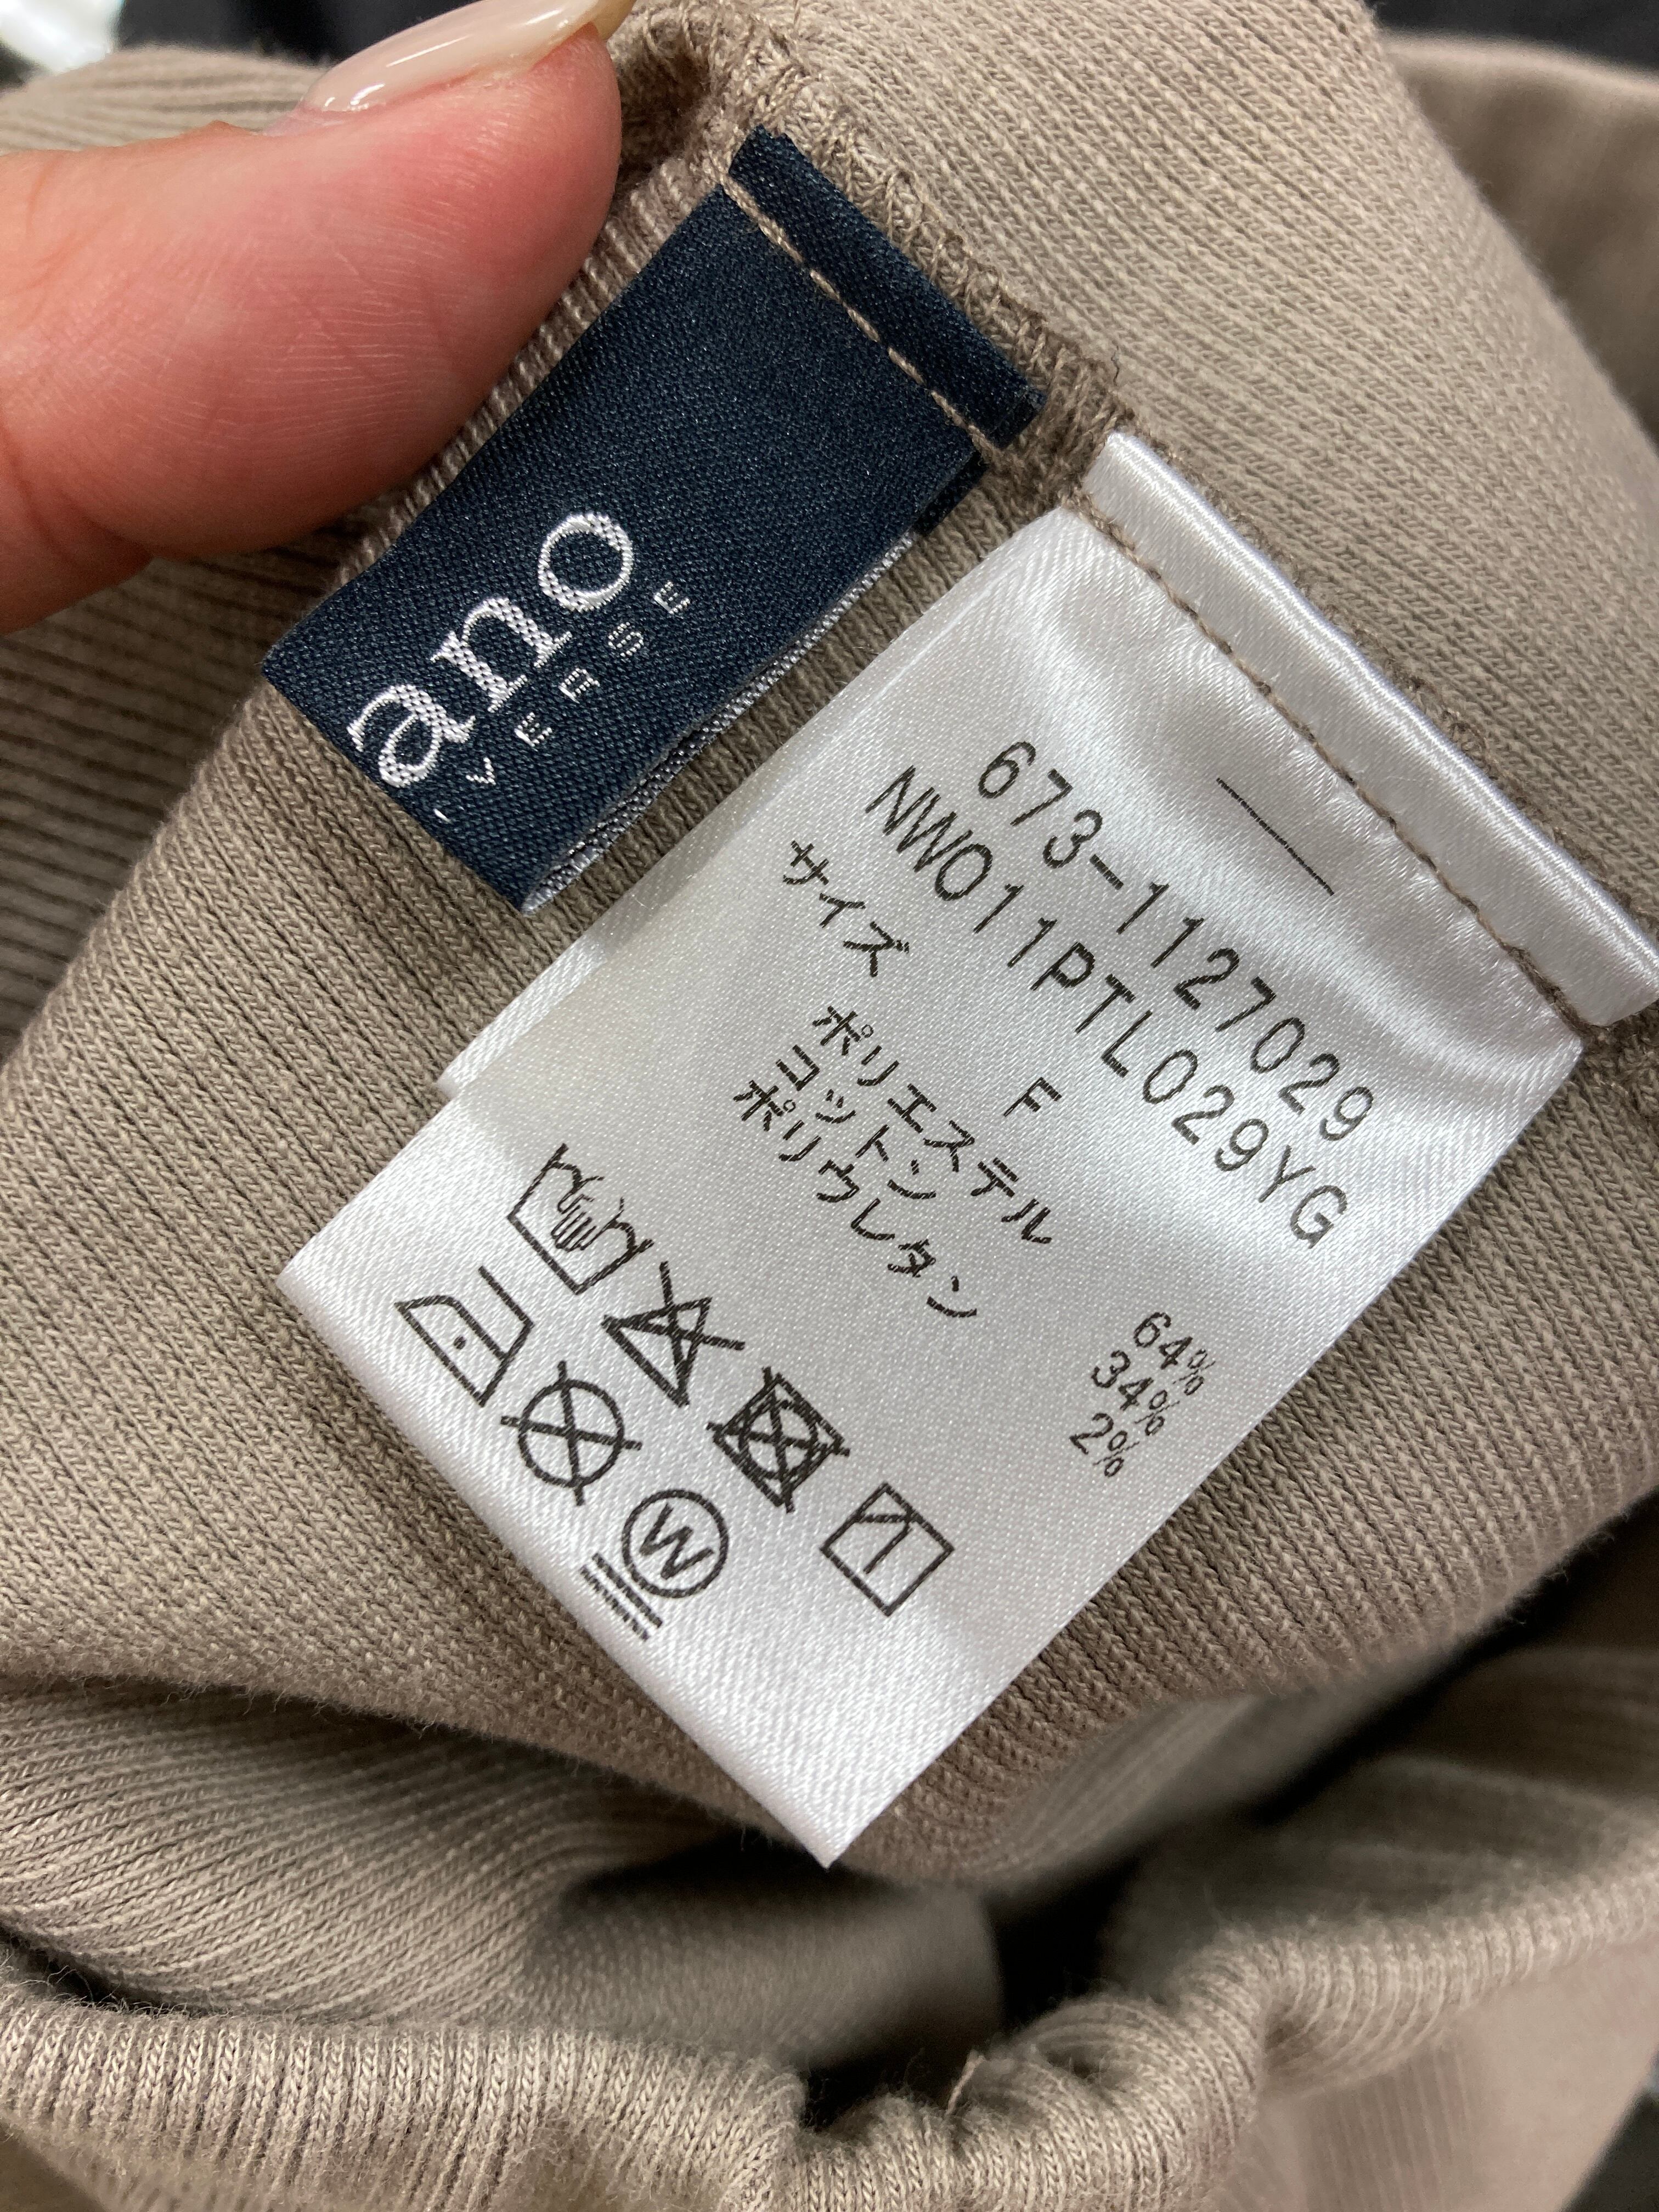 ano
VERSE
673-1127029
NW011PTL029YG
サイズ F
ポリエステル 64%
コットン 34%
ポリウレタン 2%
W